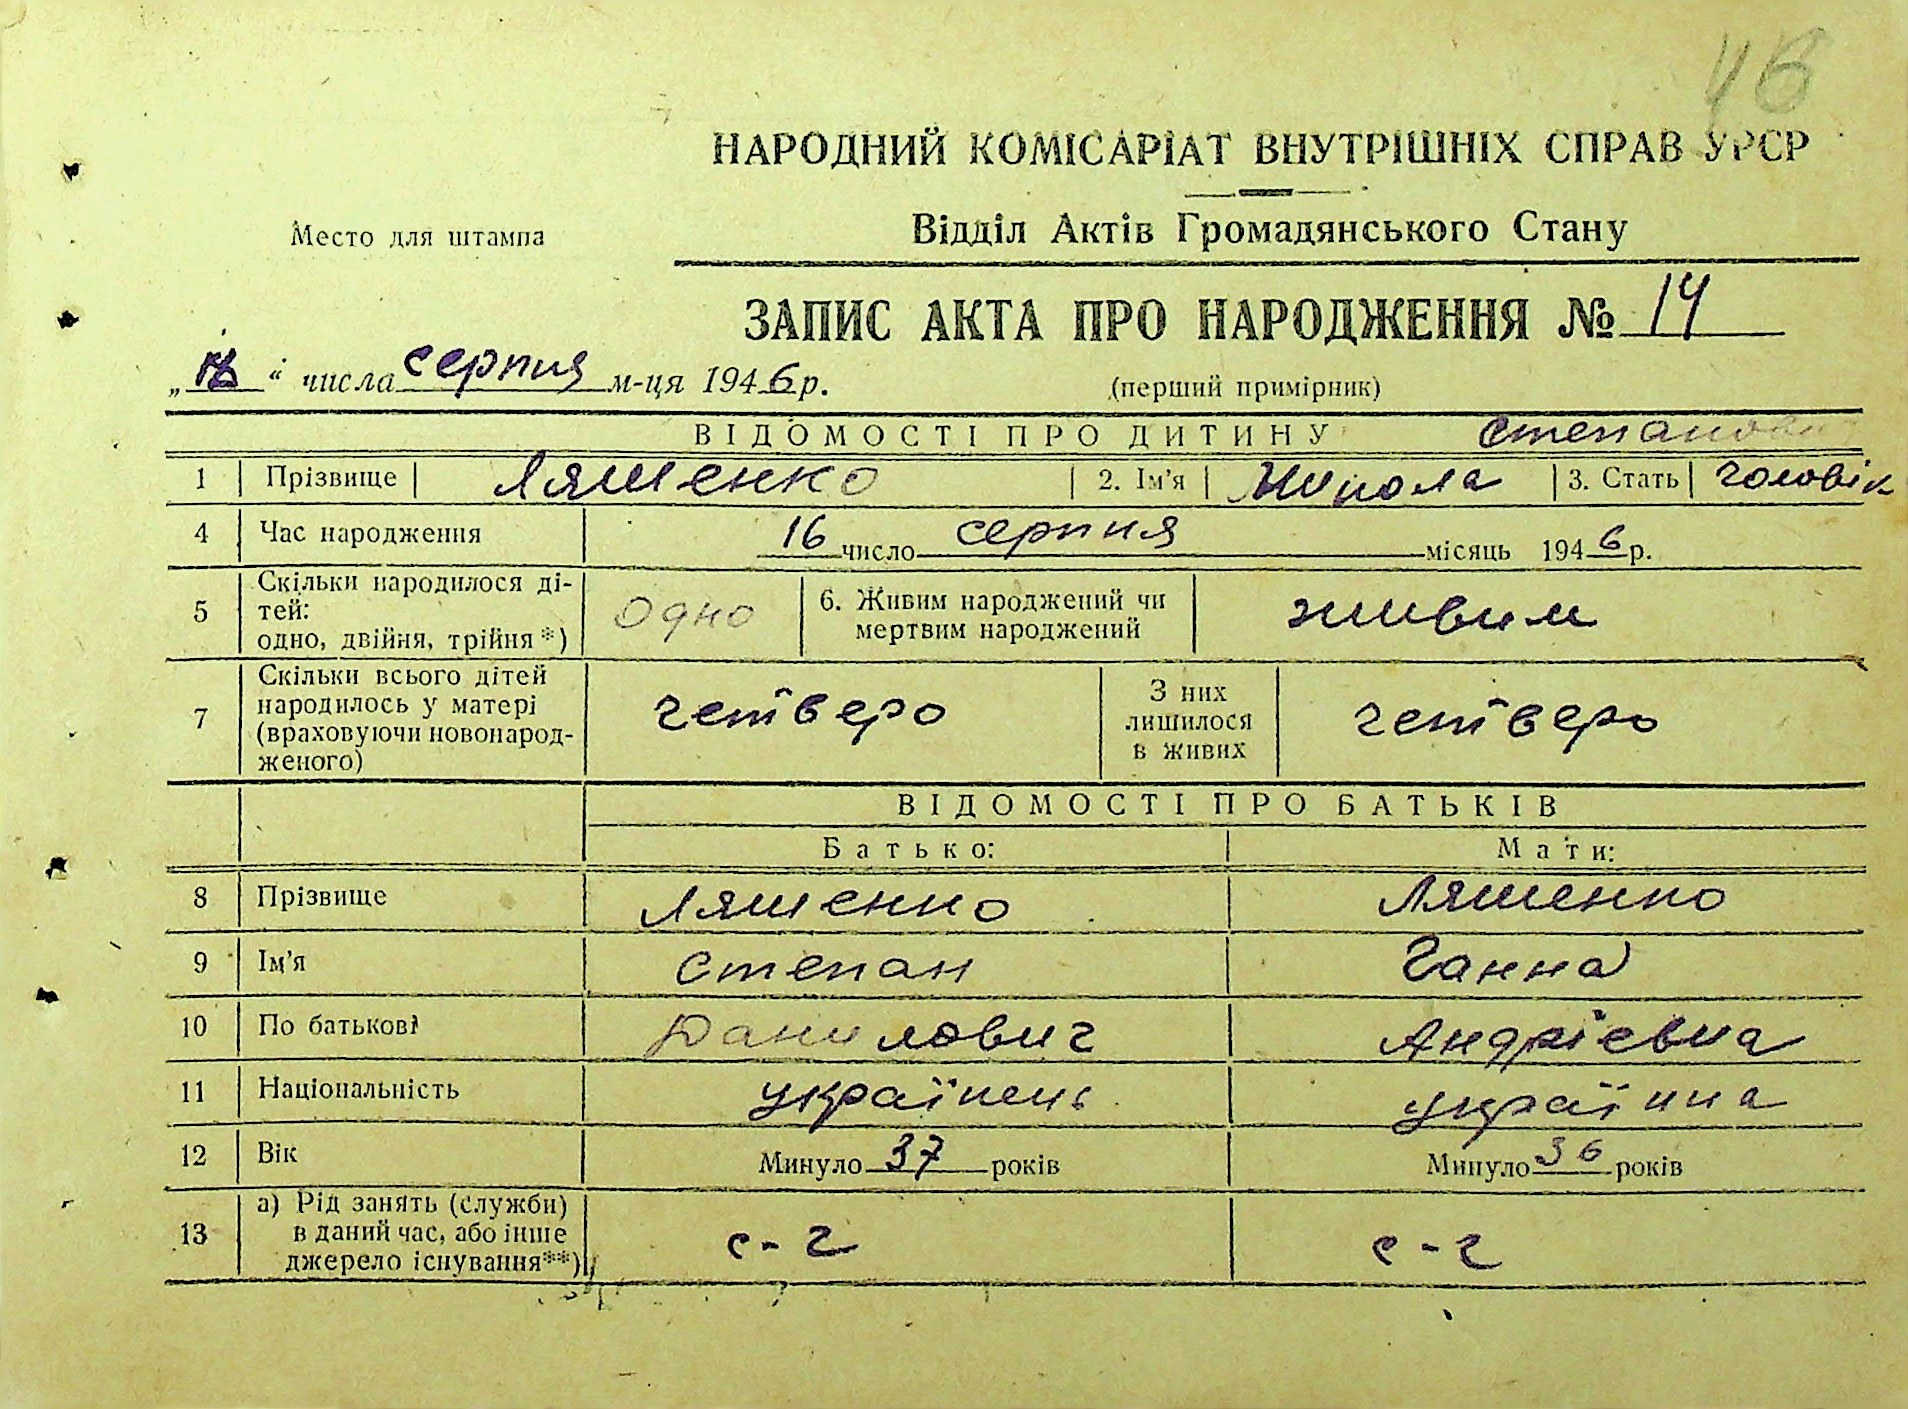 46
НАРОДНИЙ КОМІСАРІАТ ВНУТРІШНІХ СПРАВ УРСР
Место для штампа
Відділ Актів Громадянського Стану
ЗАПИС АКТА ПРО НАРОДЖЕННЯ № 14
„ “ числа серпня м-ця 1946 р.
(перший примірник)
ВІДОМОСТІ ПРО ДИТИНУ
1 Прізвище Ляшенко 2. Ім'я Микола 3. Стать чоловік
4 Час народження 16 число серпня місяць 1946 р.
5 Скільки народилося ді-
тей:
одно, двійня, трійня*) одно
6. Живим народжений чи
мертвим народжений живим
7 Скільки всього дітей
народилось у матері
(враховуючи новонарод-
женого) четверо
З них
лишилося
в живих четверо
ВІДОМОСТІ ПРО БАТЬКІВ
Батько: Мати:
8 Прізвище Ляшенко Ляшенко
9 Ім'я Степан Ганна
10 По батькові Данилович Андрієвна
11 Національність українець українка
12 Вік Минуло 37 років Минуло 36 років
13 а) Рід занять (служби)
в даний час, або інше
джерело існування**) с-г с-г